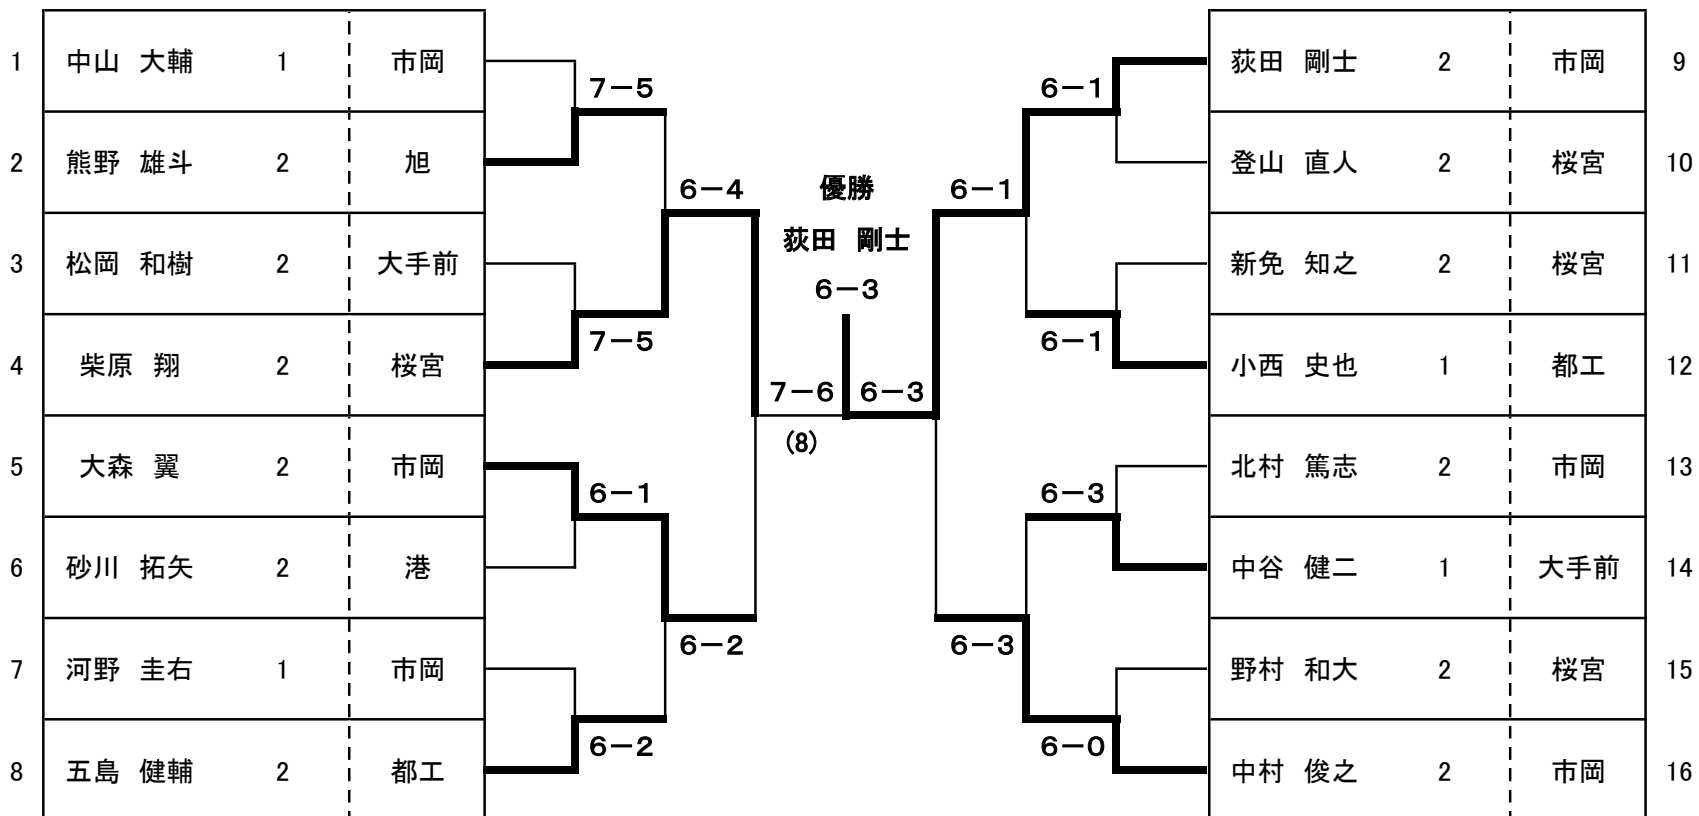 1 中山 大輔 1 市岡
2 熊野 雄斗 2 旭
3 松岡 和樹 2 大手前
4 柴原 翔 2 桜宮
5 大森 翼 2 市岡
6 砂川 拓矢 2 港
7 河野 圭右 1 市岡
8 五島 健輔 2 都工
7-5
7-5
6-1
6-2
6-4
6-2
優勝
荻田 剛士
6-3
7-6
(8)
6-3
6-1
6-3
6-1
6-1
6-3
6-0
荻田 剛士 2 市岡 9
登山 直人 2 桜宮 10
新免 知之 2 桜宮 11
小西 史也 1 都工 12
北村 篤志 2 市岡 13
中谷 健二 1 大手前 14
野村 和大 2 桜宮 15
中村 俊之 2 市岡 16